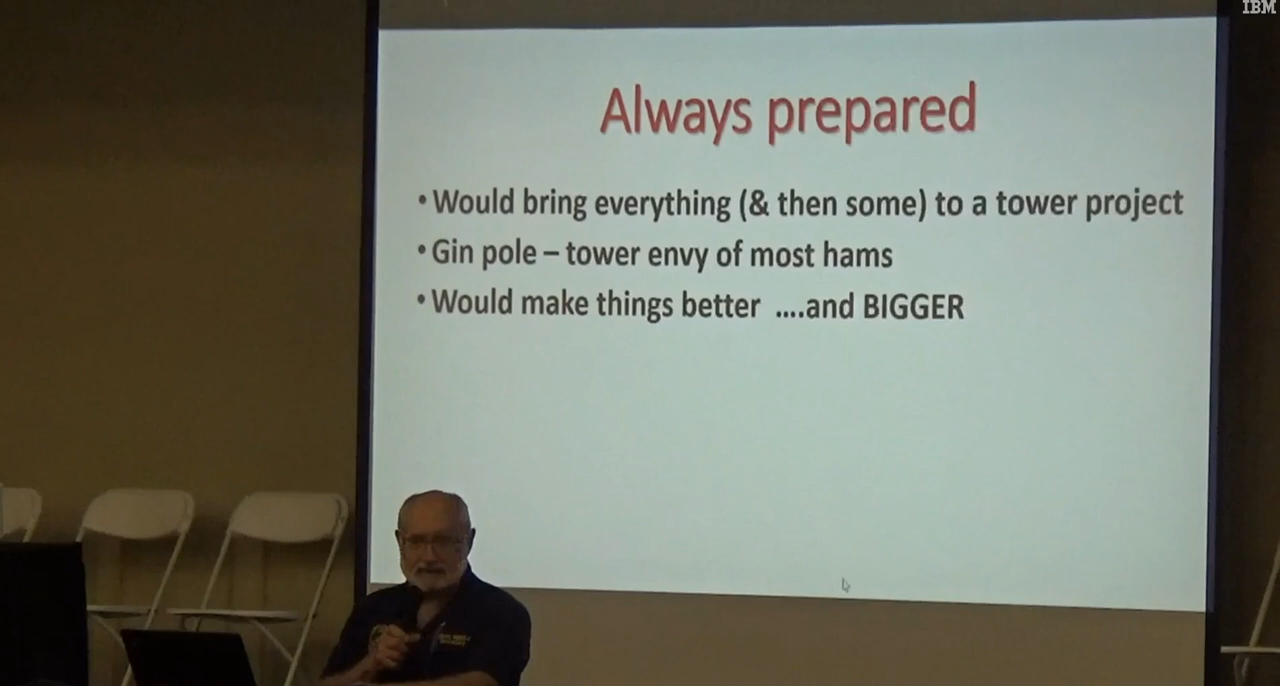 IBM
Always prepared
• Would bring everything (& then some) to a tower project
• Gin pole – tower envy of most hams
• Would make things better ....and BIGGER